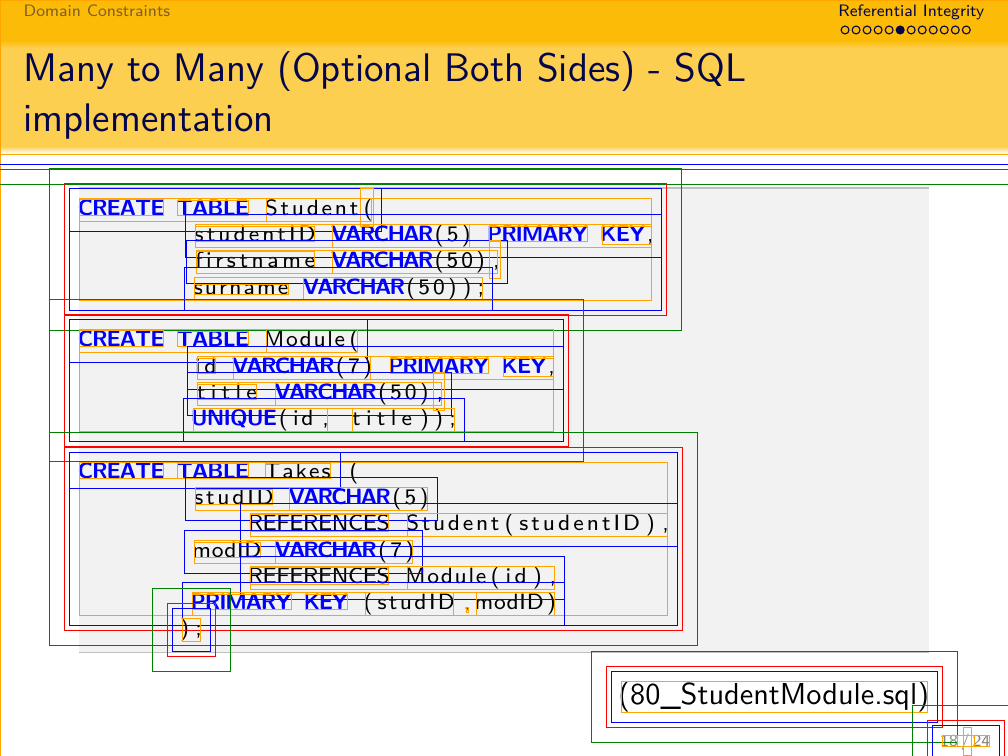 Domain Constraints
Referential Integrity
Many to Many (Optional Both Sides) - SQL
implementation
CREATE TABLE Student(
studentID VARCHAR(5) PRIMARY KEY,
firstname VARCHAR(50),
surname VARCHAR(50));
CREATE TABLE Module(
id VARCHAR(7) PRIMARY KEY,
title VARCHAR(50),
UNIQUE(id, title));
CREATE TABLE Takes (
studID VARCHAR(5)
REFERENCES Student(studentID),
modID VARCHAR(7)
REFERENCES Module(id),
PRIMARY KEY (studID,modID)
);
(80_StudentModule.sql)
18 / 24